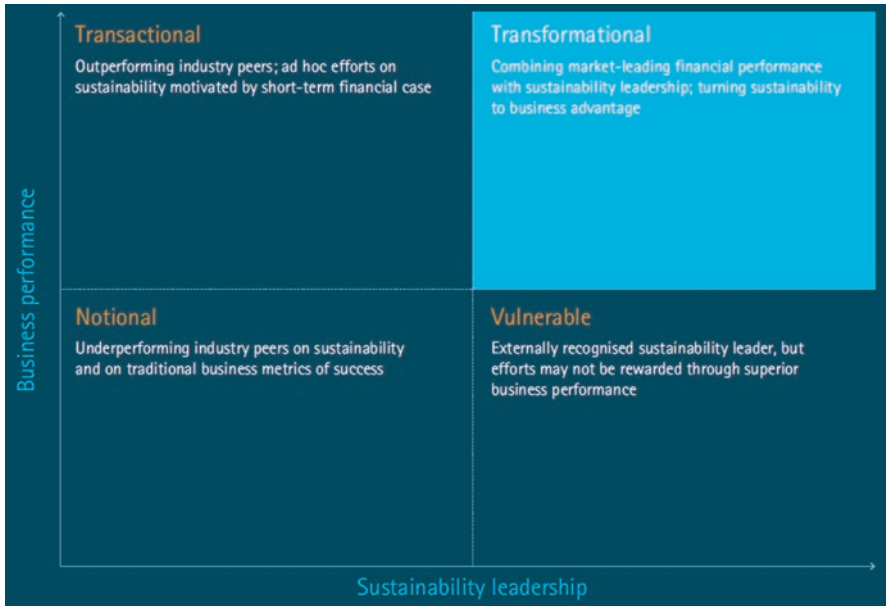 Transactional
Outperforming industry peers; ad hoc efforts on
sustainability motivated by short-term financial case
Transformational
Combining market-leading financial performance
with sustainability leadership; turning sustainability
to business advantage
Business performance
Notional
Underperforming industry peers on sustainability
and on traditional business metrics of success
Vulnerable
Externally recognised sustainability leader, but
efforts may not be rewarded through superior
business performance
Sustainability leadership